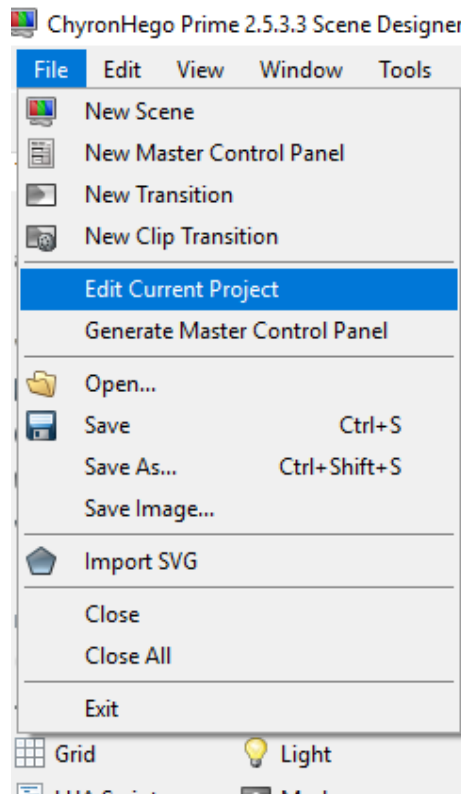 ChyronHego Prime 2.5.3.3 Scene Designer
File Edit View Window Tools
New Scene
New Master Control Panel
New Transition
New Clip Transition
Edit Current Project
Generate Master Control Panel
Open...
Save Ctrl+S
Save As... Ctrl+Shift+S
Save Image...
Import SVG
Close
Close All
Exit
Grid Light